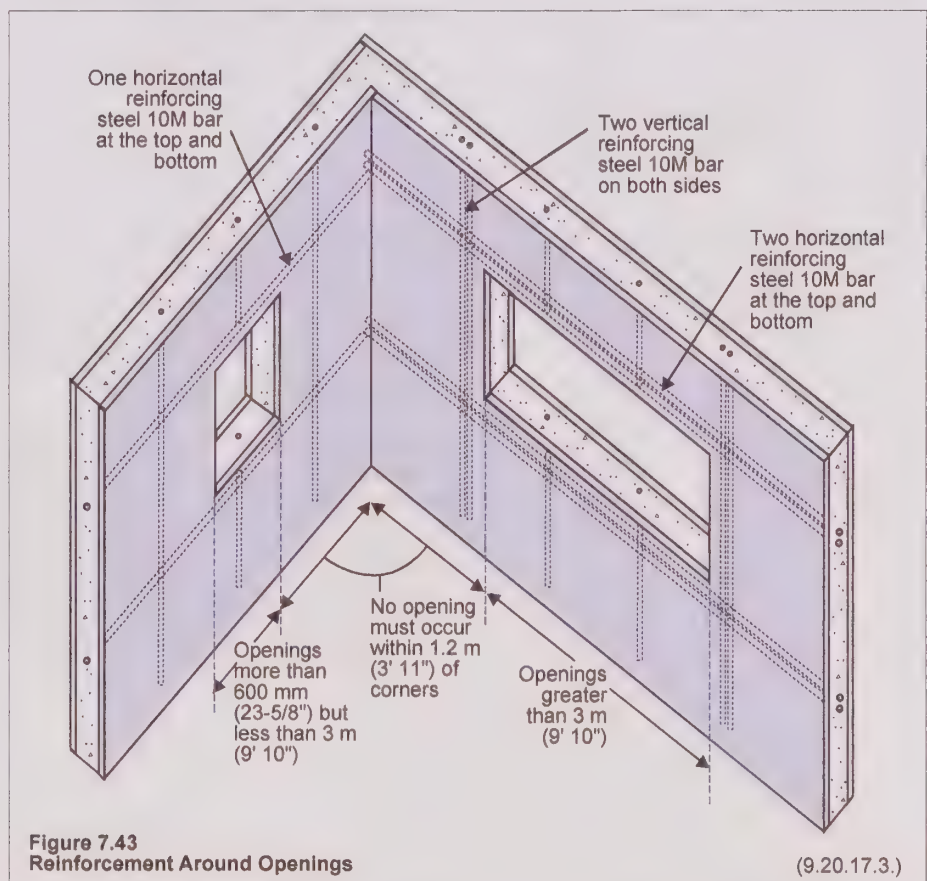 One horizontal
reinforcing
steel 10M bar
at the top and
bottom
Two vertical
reinforcing
steel 10M bar
on both sides
Two horizontal
reinforcing
steel 10M bar
at the top and
bottom
Openings
more than
600 mm
(23-5/8") but
less than 3 m
(9' 10")
No opening
must occur
within 1.2 m
(3' 11") of
corners
Openings
greater
than 3 m
(9' 10")
Figure 7.43
Reinforcement Around Openings
(9.20.17.3.)